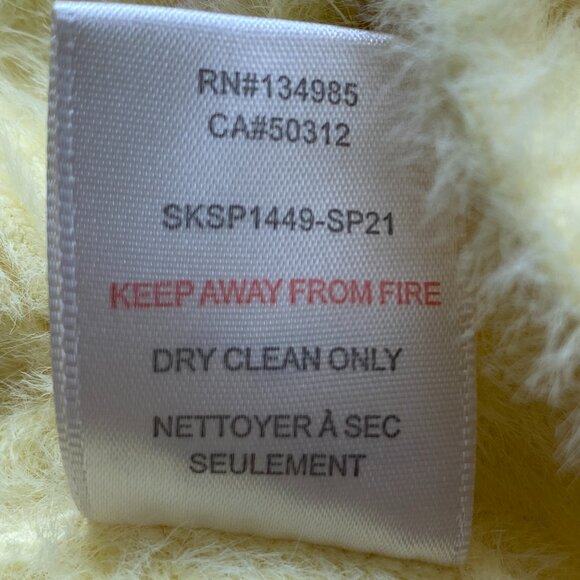 RN#134985
CA#50312
SKSP1449-SP21
KEEP AWAY FROM FIRE
DRY CLEAN ONLY
NETTOYER À SEC
SEULEMENT